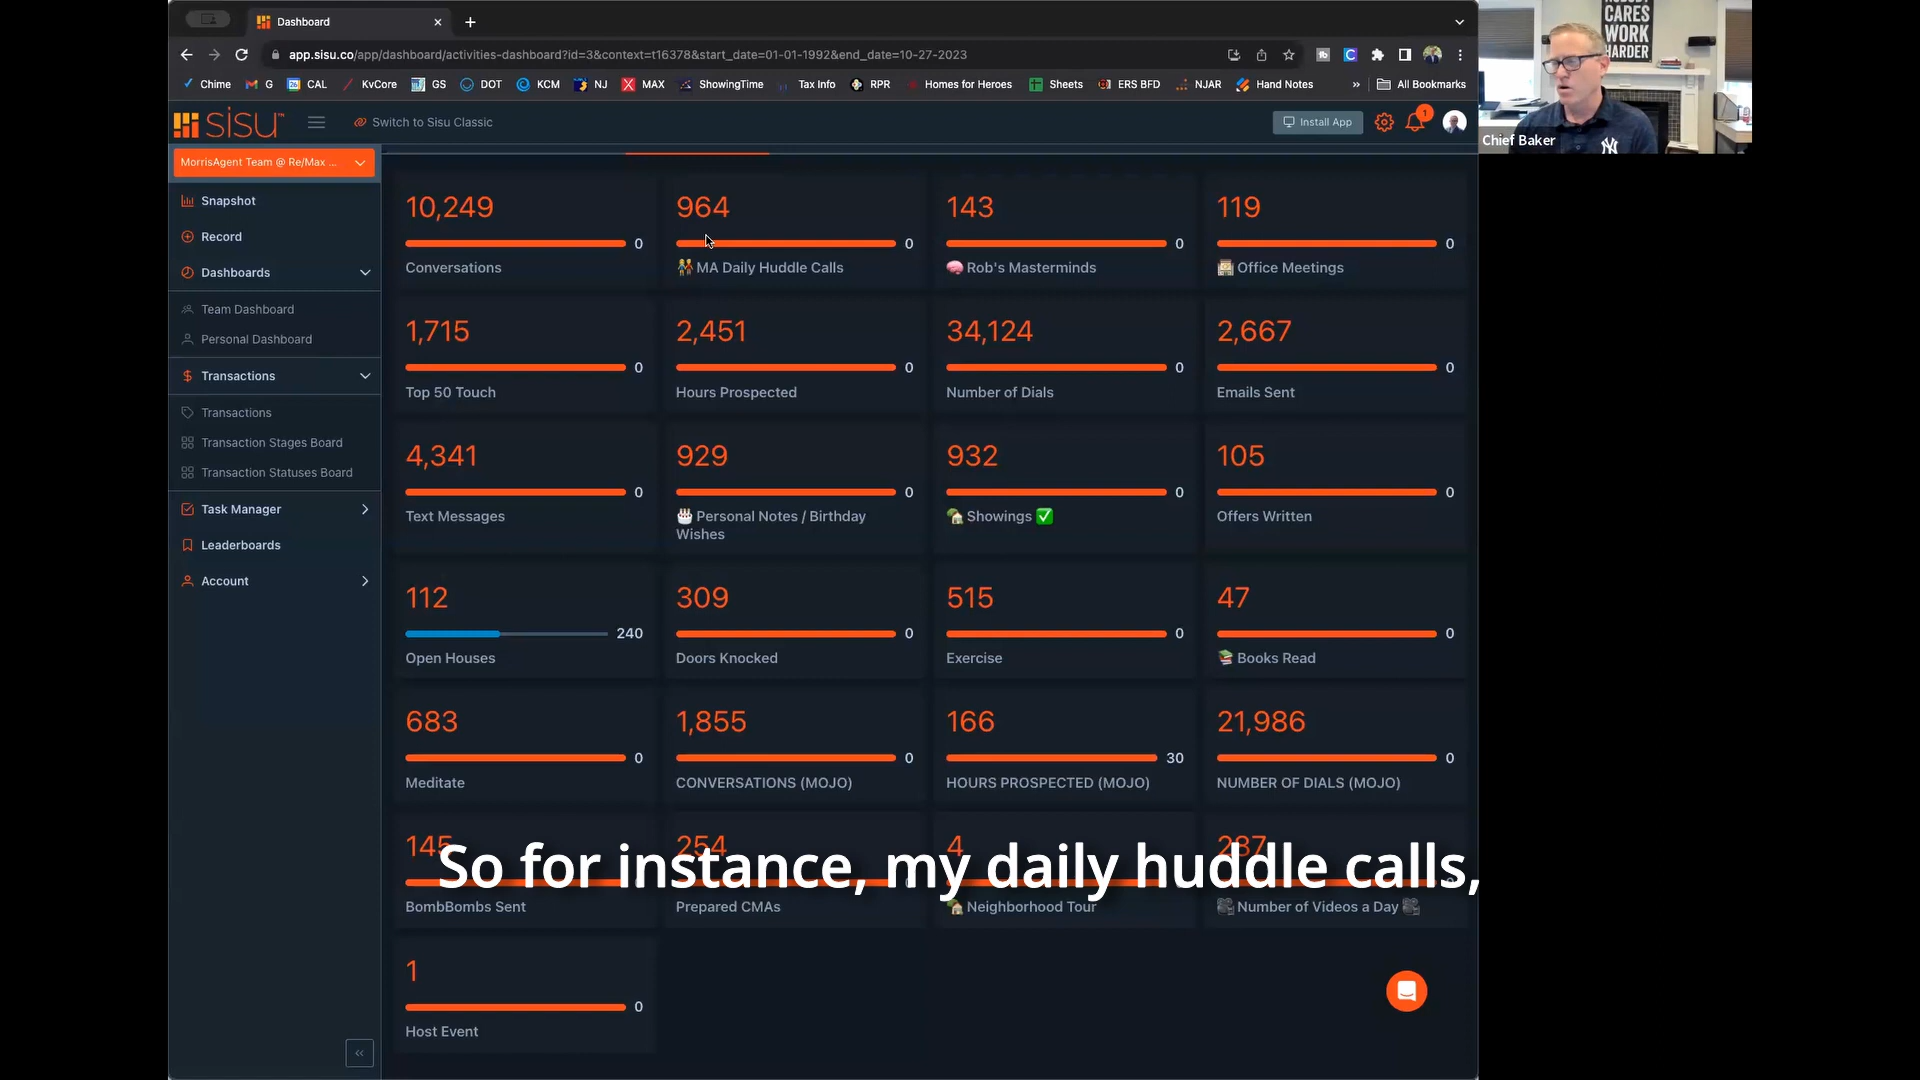 Dashboard
app.sisu.co/app/dashboard/activities-dashboard?id=3&context=t16378&start_date=01-01-1992&end_date=10-27-2023
Chime
G
CAL
KvCore
GS
DOT
KCM
NJ
MAX
ShowingTime
Tax Info
RPR
Homes for Heroes
Sheets
ERS BFD
NJAR
Hand Notes
»
All Bookmarks
CARES
WORK
HARDER
Chief Baker
sisu
Switch to Sisu Classic
Install App
1
MorrisAgent Team @ Re/Max ...
Snapshot
Record
Dashboards
Team Dashboard
Personal Dashboard
Transactions
Transactions
Transaction Stages Board
Transaction Statuses Board
Task Manager
Leaderboards
Account
10,249
0
Conversations
964
0
MA Daily Huddle Calls
143
0
Rob's Masterminds
119
0
Office Meetings
1,715
0
Top 50 Touch
2,451
0
Hours Prospected
34,124
0
Number of Dials
2,667
0
Emails Sent
4,341
0
Text Messages
929
0
Personal Notes / Birthday
Wishes
932
0
Showings
105
0
Offers Written
112
240
Open Houses
309
0
Doors Knocked
515
0
Exercise
47
0
Books Read
683
0
Meditate
1,855
0
CONVERSATIONS (MOJO)
166
30
HOURS PROSPECTED (MOJO)
21,986
0
NUMBER OF DIALS (MOJO)
145
BombBombs Sent
254
Prepared CMAs
4
Neighborhood Tour
287
Number of Videos a Day
So for instance, my daily huddle calls,
1
0
Host Event